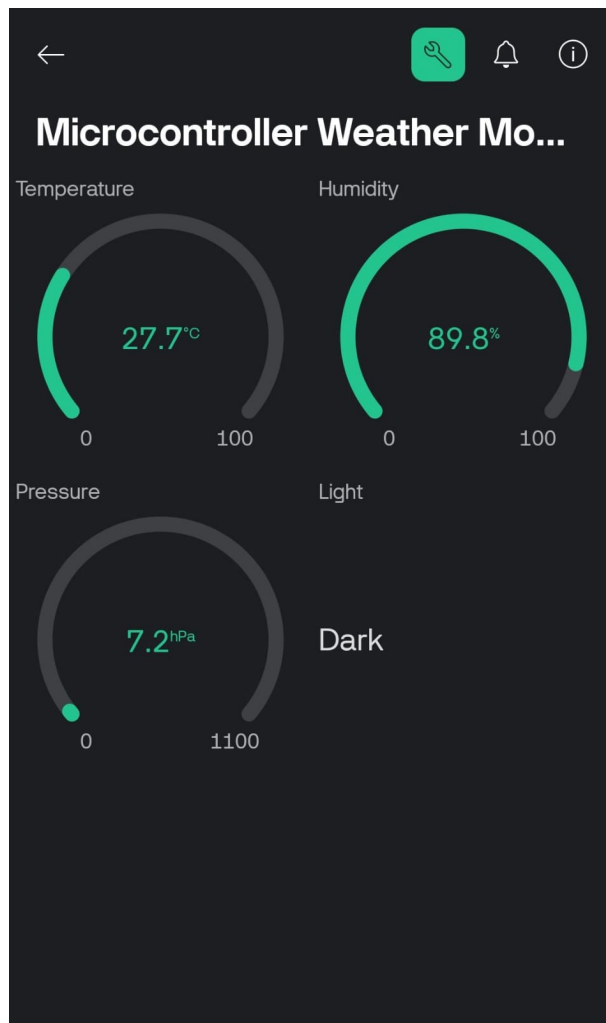 Microcontroller Weather Mo...
Temperature
Humidity
27.7°C
89.8%
0 100
0 100
Pressure
Light
7.2hPa
Dark
0 1100